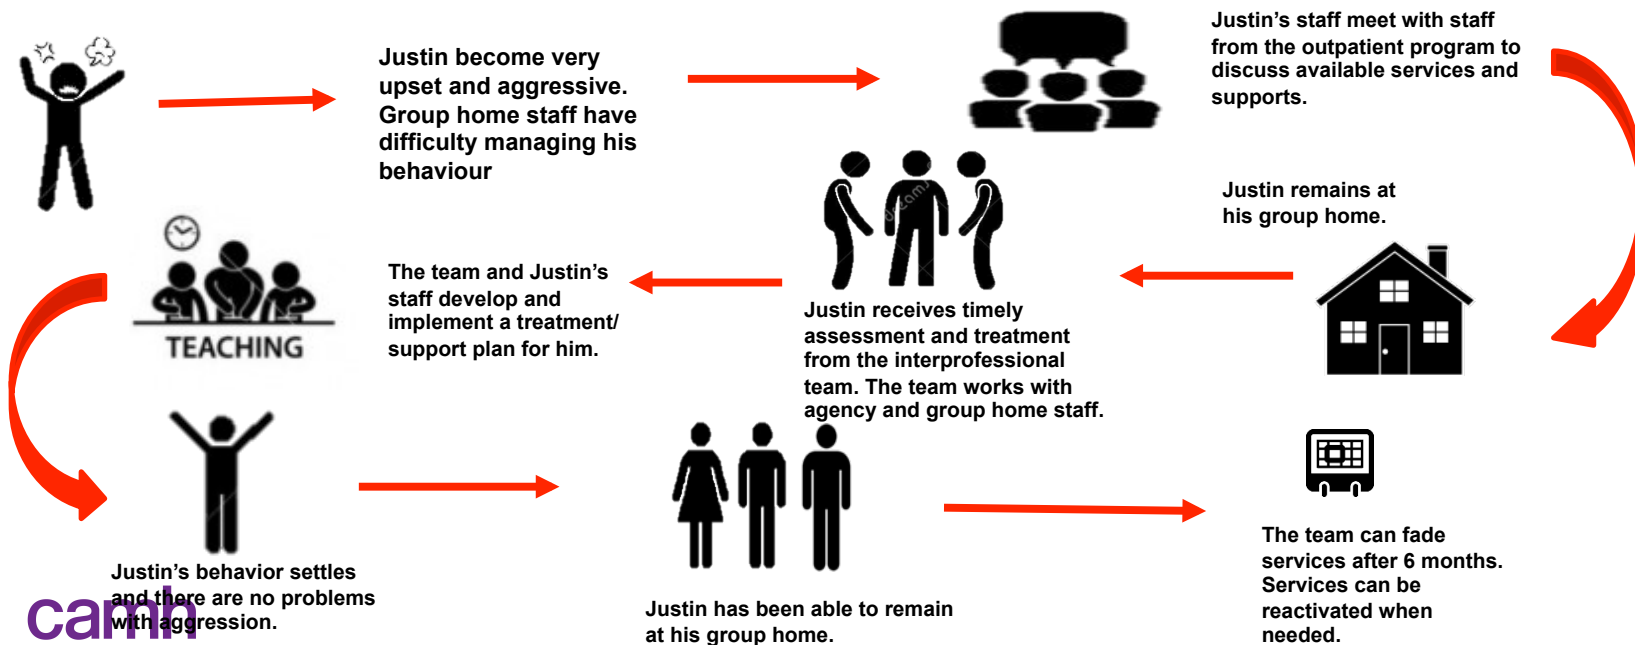 Justin become very
upset and aggressive.
Group home staff have
difficulty managing his
behaviour
Justin's staff meet with staff
from the outpatient program to
discuss available services and
supports.
Justin remains at
his group home.
Justin receives timely
assessment and treatment
from the interprofessional
team. The team works with
agency and group home staff.
The team and Justin's
staff develop and
implement a treatment/
support plan for him.
TEACHING
Justin's behavior settles
and there are no problems
with aggression.
Justin has been able to remain
at his group home.
The team can fade
services after 6 months.
Services can be
reactivated when
needed.
camh